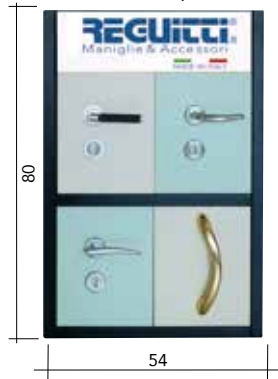 REGUITTI®
Maniglie & Accessori
MADE IN ITALY
80
54